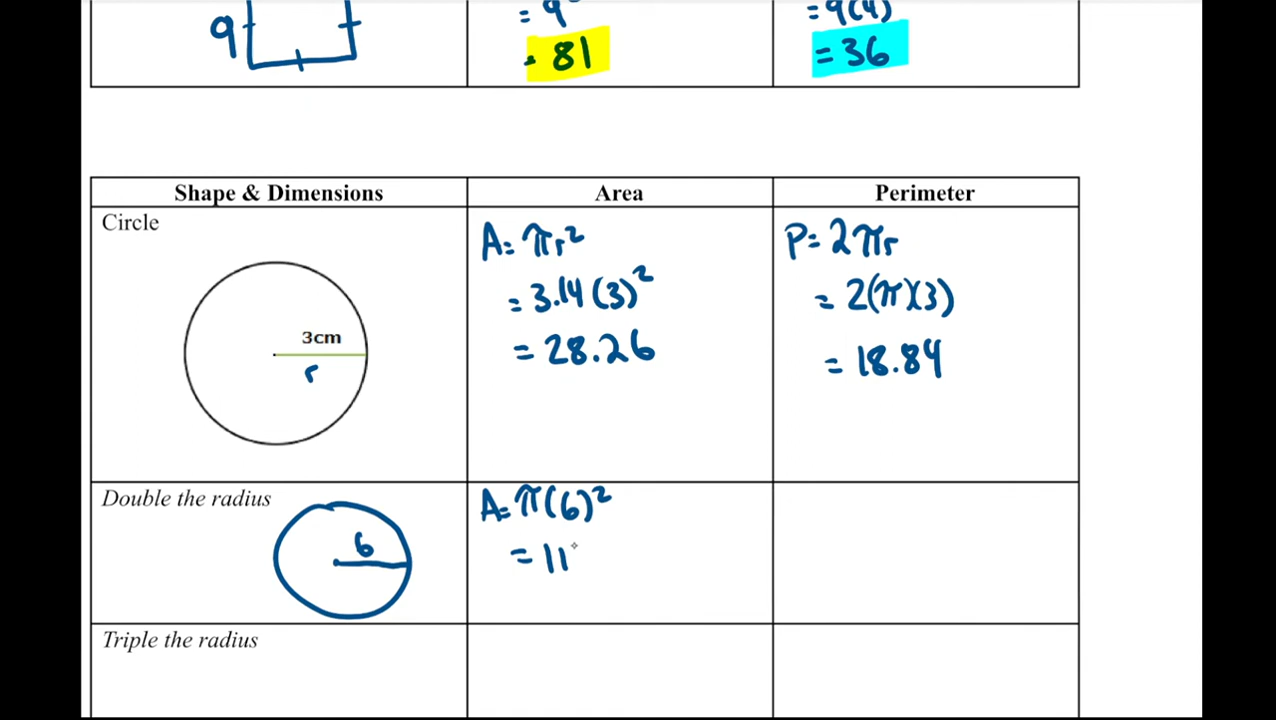 = 9
= 9(4)
9
= 81
= 36
Shape & Dimensions Area Perimeter
Circle
A= πr²
P= 2πr
= 3.14 (3)²
= 2(π)(3)
3cm
r
= 28.26
= 18.84
Double the radius
A= π(6)²
6
= 11
Triple the radius